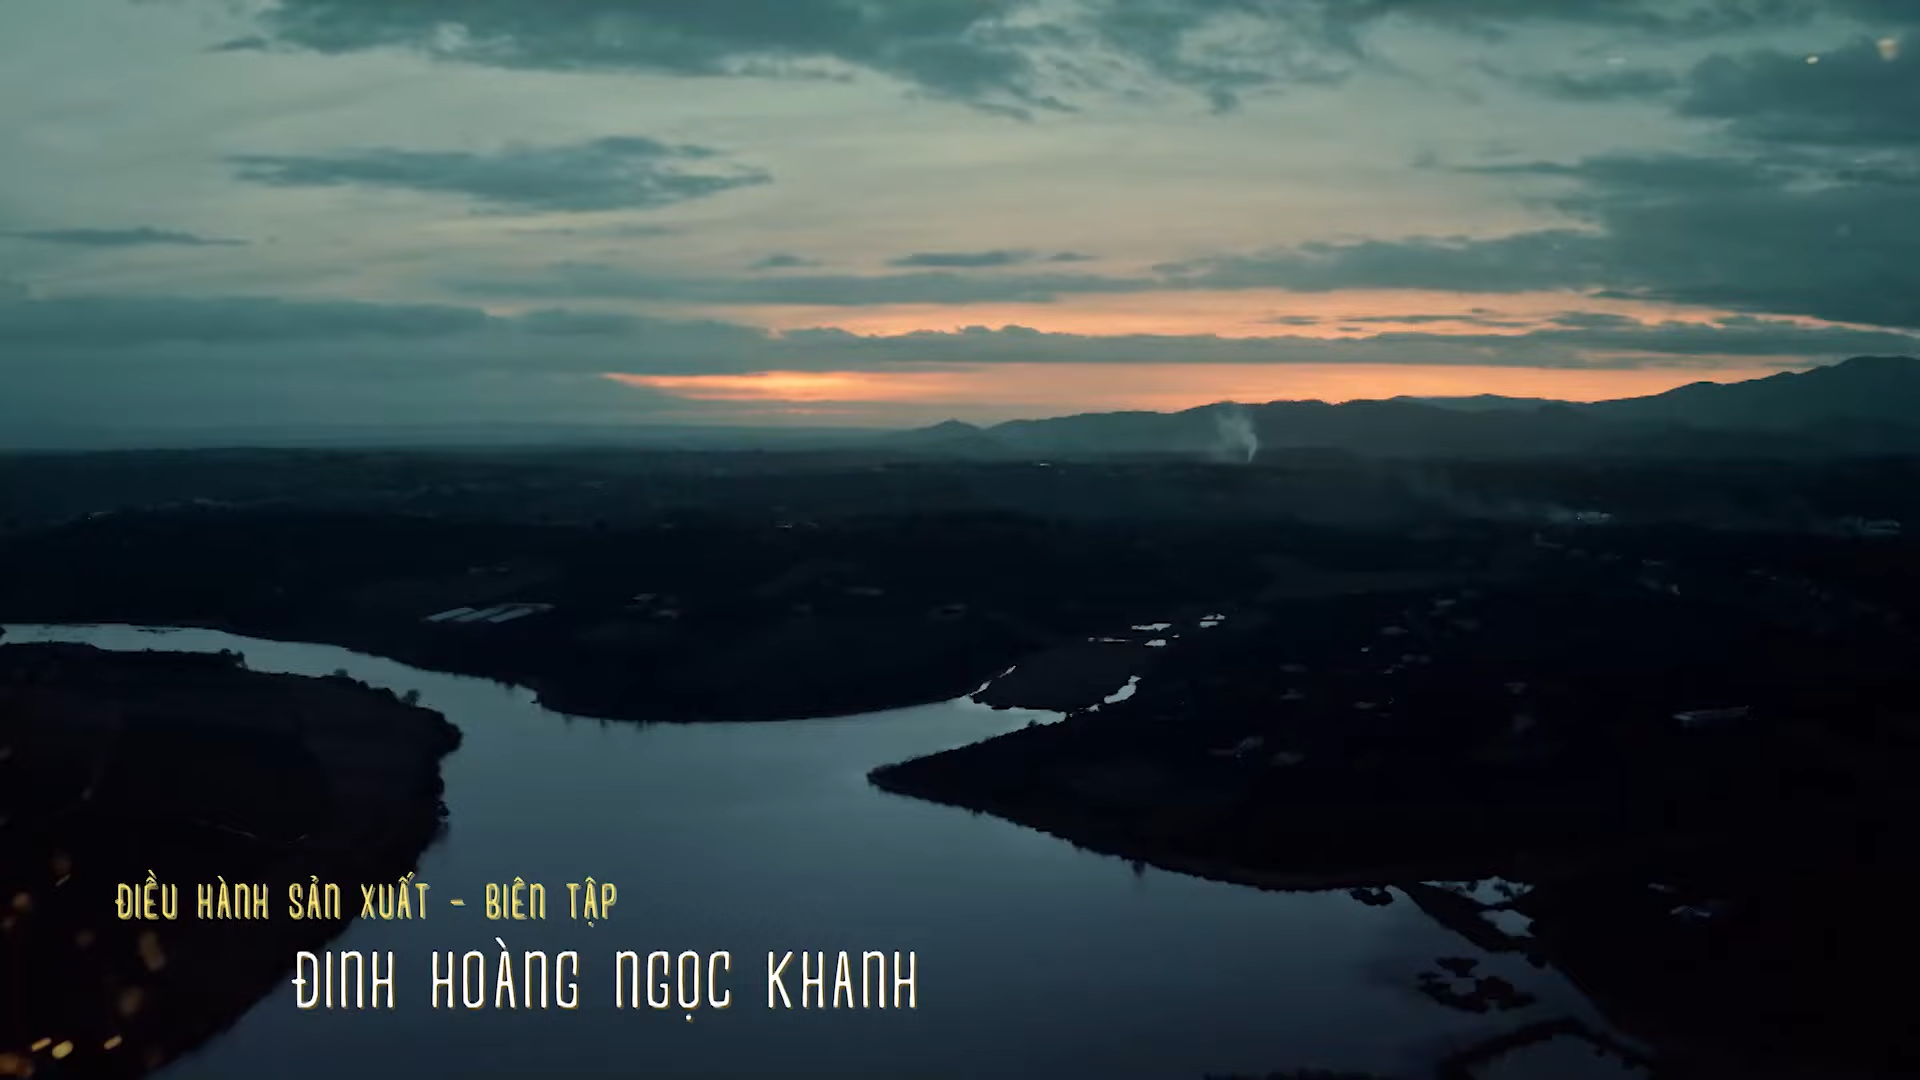 ĐIỀU HÀNH SẢN XUẤT - BIÊN TẬP
ĐINH HOÀNG NGỌC KHANH